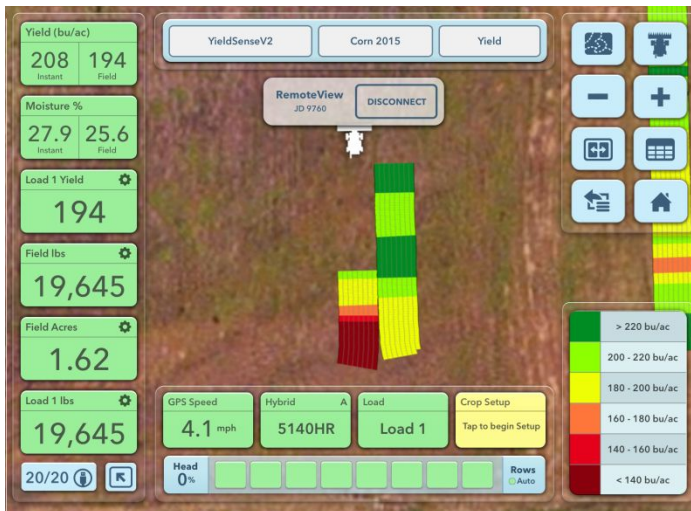 Yield (bu/ac)
208 194
Instant Field
Moisture %
27.9 25.6
Instant Field
Load 1 Yield
194
Field lbs
19,645
Field Acres
1.62
Load 1 lbs
19,645
20/20
YieldSenseV2 Corn 2015 Yield
RemoteView
JD 9760
DISCONNECT
GPS Speed
4.1 mph
Hybrid A
5140HR
Load
Load 1
Crop Setup
Tap to begin Setup
Head
0%
Rows
Auto
> 220 bu/ac
200 - 220 bu/ac
180 - 200 bu/ac
160 - 180 bu/ac
140 - 160 bu/ac
< 140 bu/ac